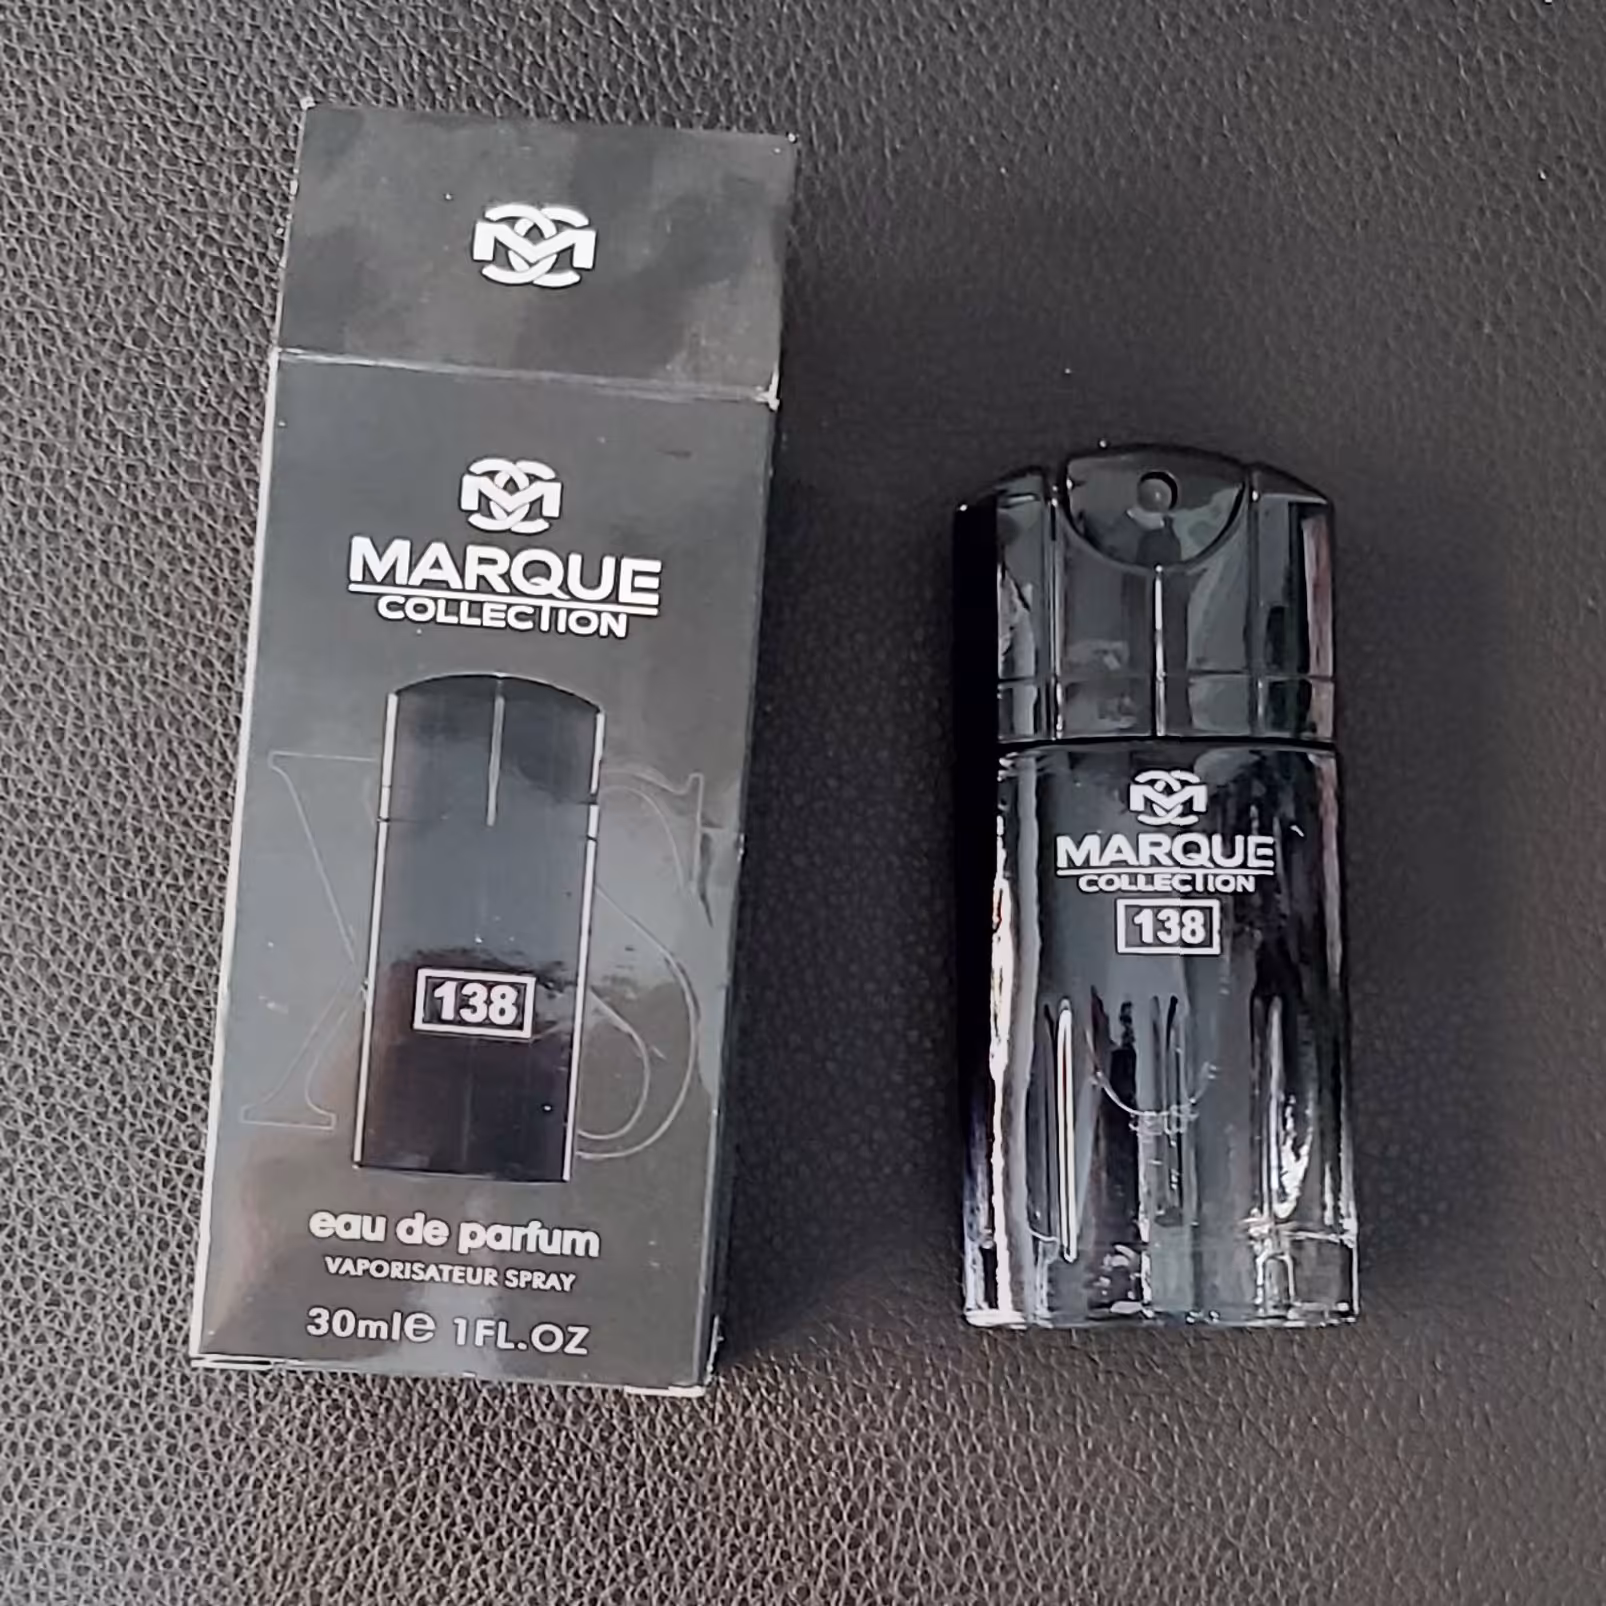 MARQUE
COLLECTION
138
eau de parfum
VAPORISATEUR SPRAY
30ml℮ 1FL.OZ
MARQUE
COLLECTION
138